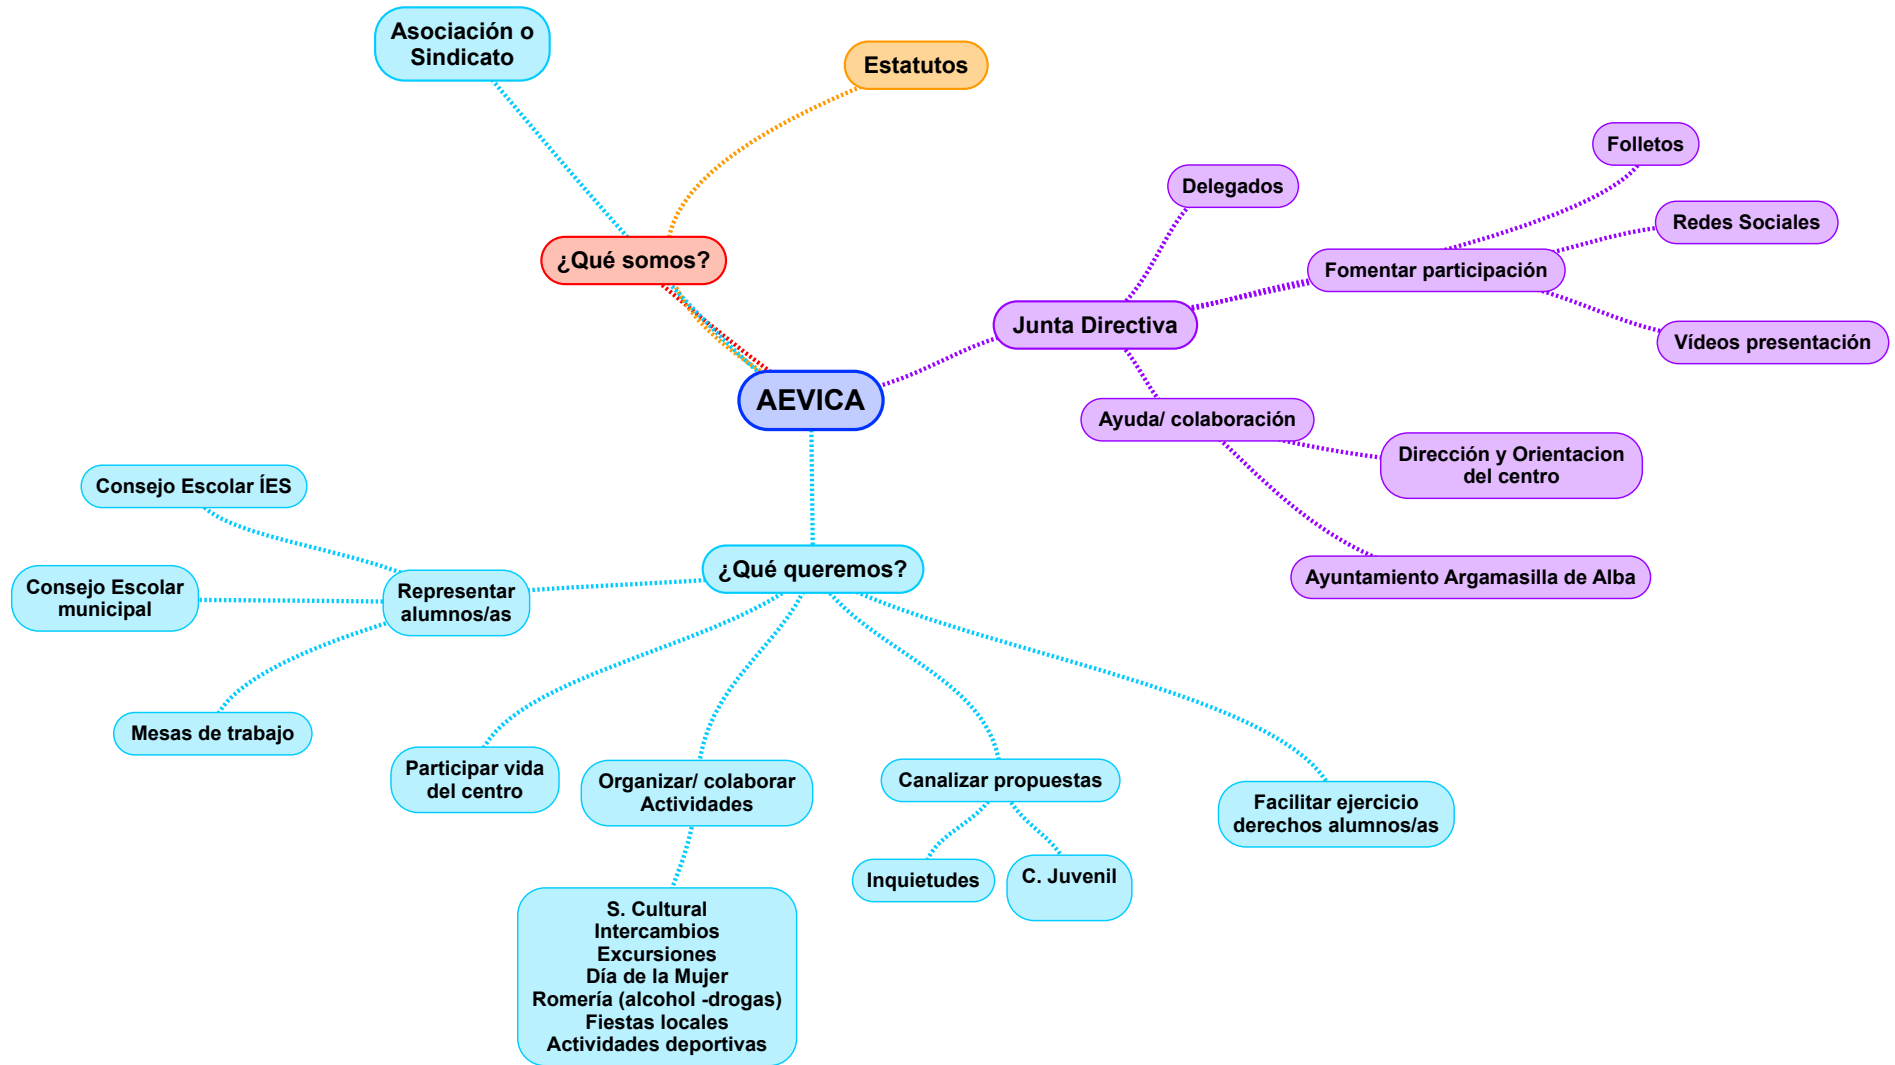 Asociación o
Sindicato
Estatutos
¿Qué somos?
AEVICA
Junta Directiva
Delegados
Fomentar participación
Folletos
Redes Sociales
Vídeos presentación
Ayuda/ colaboración
Dirección y Orientacion
del centro
Ayuntamiento Argamasilla de Alba
¿Qué queremos?
Representar
alumnos/as
Consejo Escolar ÍES
Consejo Escolar
municipal
Mesas de trabajo
Participar vida
del centro
Organizar/ colaborar
Actividades
S. Cultural
Intercambios
Excursiones
Día de la Mujer
Romería (alcohol -drogas)
Fiestas locales
Actividades deportivas
Canalizar propuestas
Inquietudes
C. Juvenil
Facilitar ejercicio
derechos alumnos/as